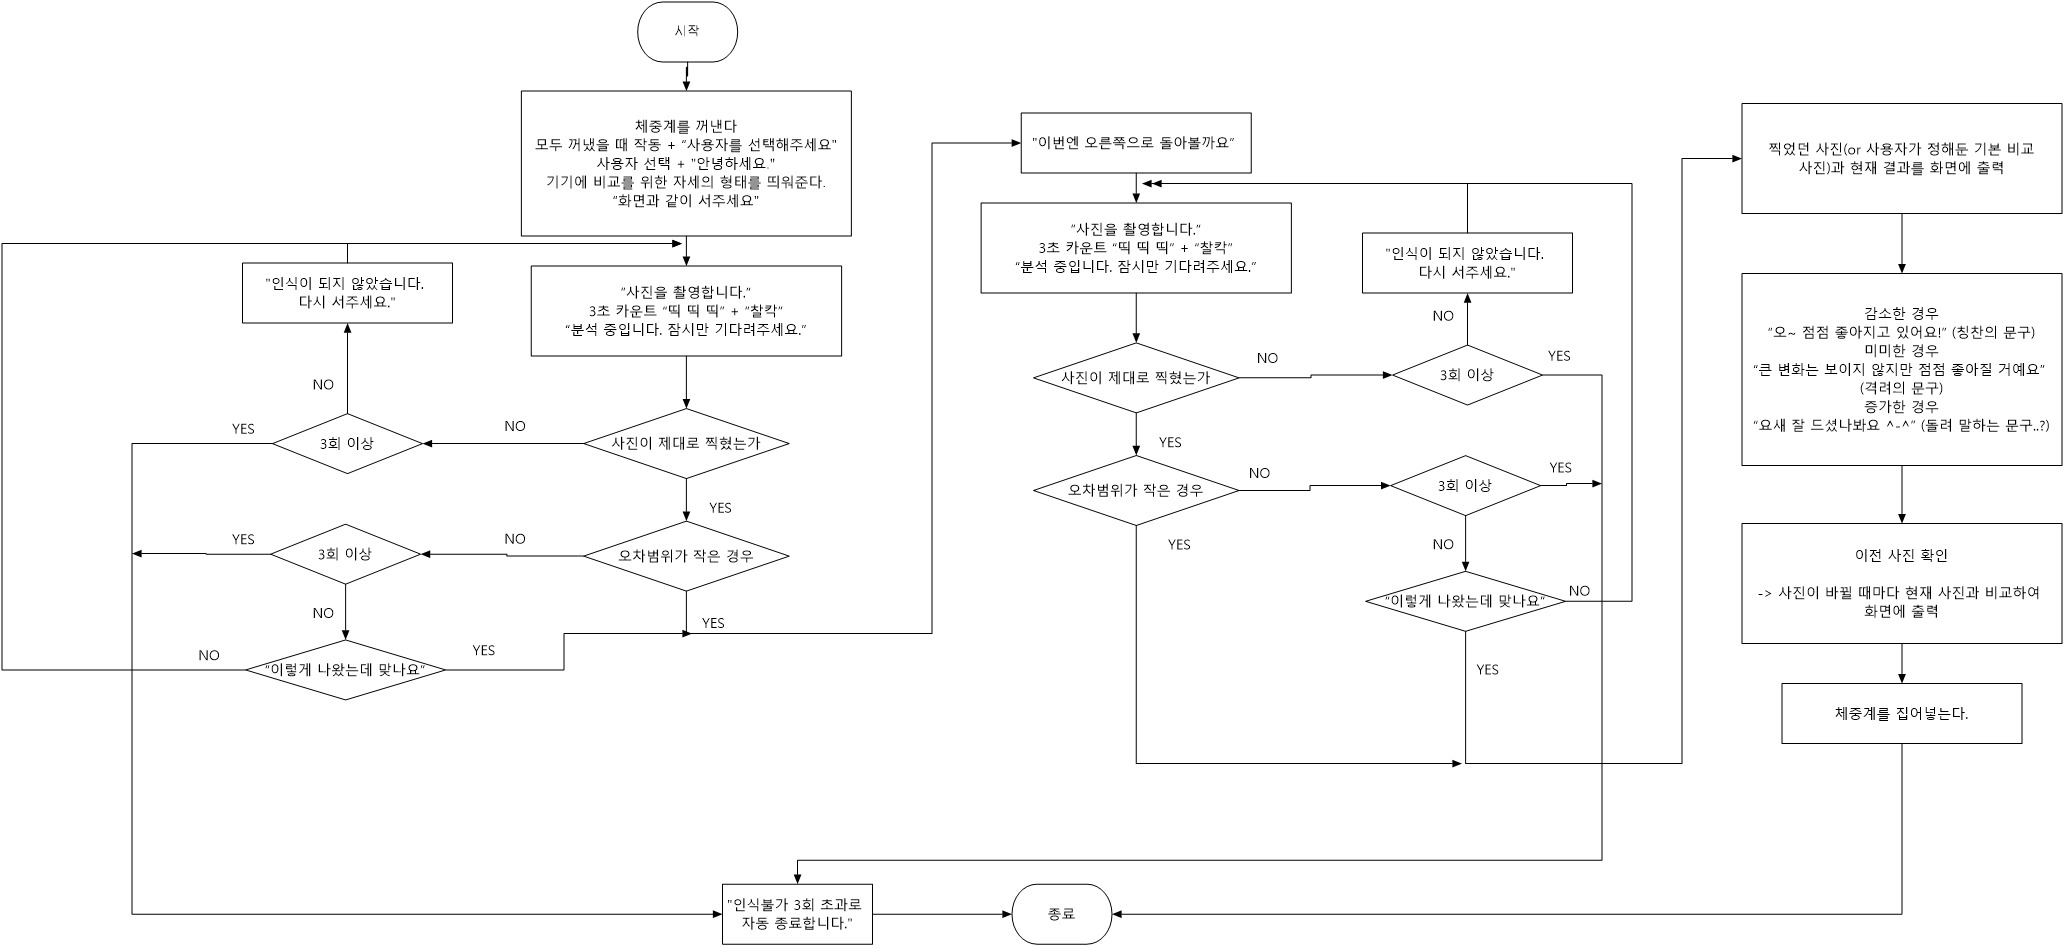 시작
체중계를 꺼낸다
모두 꺼냈을 때 작동 + “사용자를 선택해주세요"
사용자 선택 + "안녕하세요."
기기에 비교를 위한 자세의 형태를 띄워준다.
“화면과 같이 서주세요"
"인식이 되지 않았습니다.
다시 서주세요."
“사진을 촬영합니다.”
3초 카운트 “띡 띡 띡” + “찰칵”
“분석 중입니다. 잠시만 기다려주세요.”
NO
YES
3회 이상
NO
사진이 제대로 찍혔는가
YES
YES
3회 이상
NO
오차범위가 작은 경우
NO
YES
NO
“이렇게 나왔는데 맞나요”
YES
"이번엔 오른쪽으로 돌아볼까요”
“사진을 촬영합니다.”
3초 카운트 “띡 띡 띡” + “찰칵”
“분석 중입니다. 잠시만 기다려주세요.”
"인식이 되지 않았습니다.
다시 서주세요."
NO
사진이 제대로 찍혔는가
NO
3회 이상
YES
YES
오차범위가 작은 경우
NO
3회 이상
YES
YES
NO
“이렇게 나왔는데 맞나요”
NO
YES
찍었던 사진(or 사용자가 정해둔 기본 비교
사진)과 현재 결과를 화면에 출력
감소한 경우
“오~ 점점 좋아지고 있어요!” (칭찬의 문구)
미미한 경우
“큰 변화는 보이지 않지만 점점 좋아질 거예요”
(격려의 문구)
증가한 경우
“요새 잘 드셨나봐요 ^-^” (돌려 말하는 문구..?)
이전 사진 확인
-> 사진이 바뀔 때마다 현재 사진과 비교하여
화면에 출력
체중계를 집어넣는다.
"인식불가 3회 초과로
자동 종료합니다."
종료